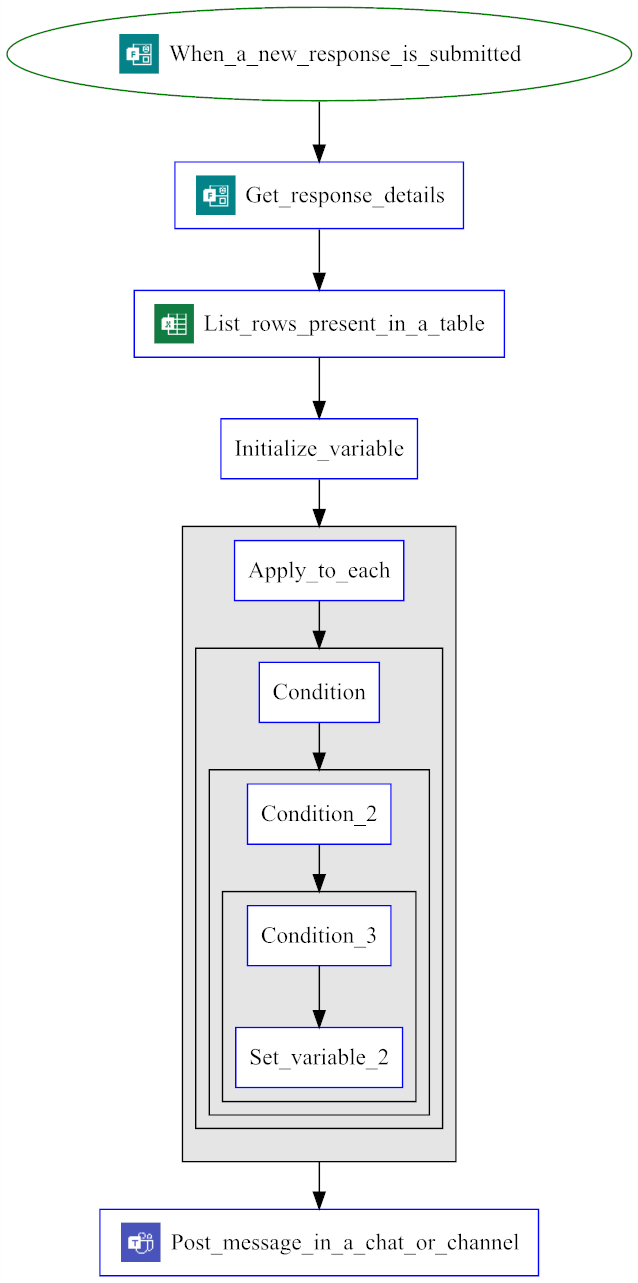 When_a_new_response_is_submitted
Get_response_details
List_rows_present_in_a_table
Initialize_variable
Apply_to_each
Condition
Condition_2
Condition_3
Set_variable_2
Post_message_in_a_chat_or_channel